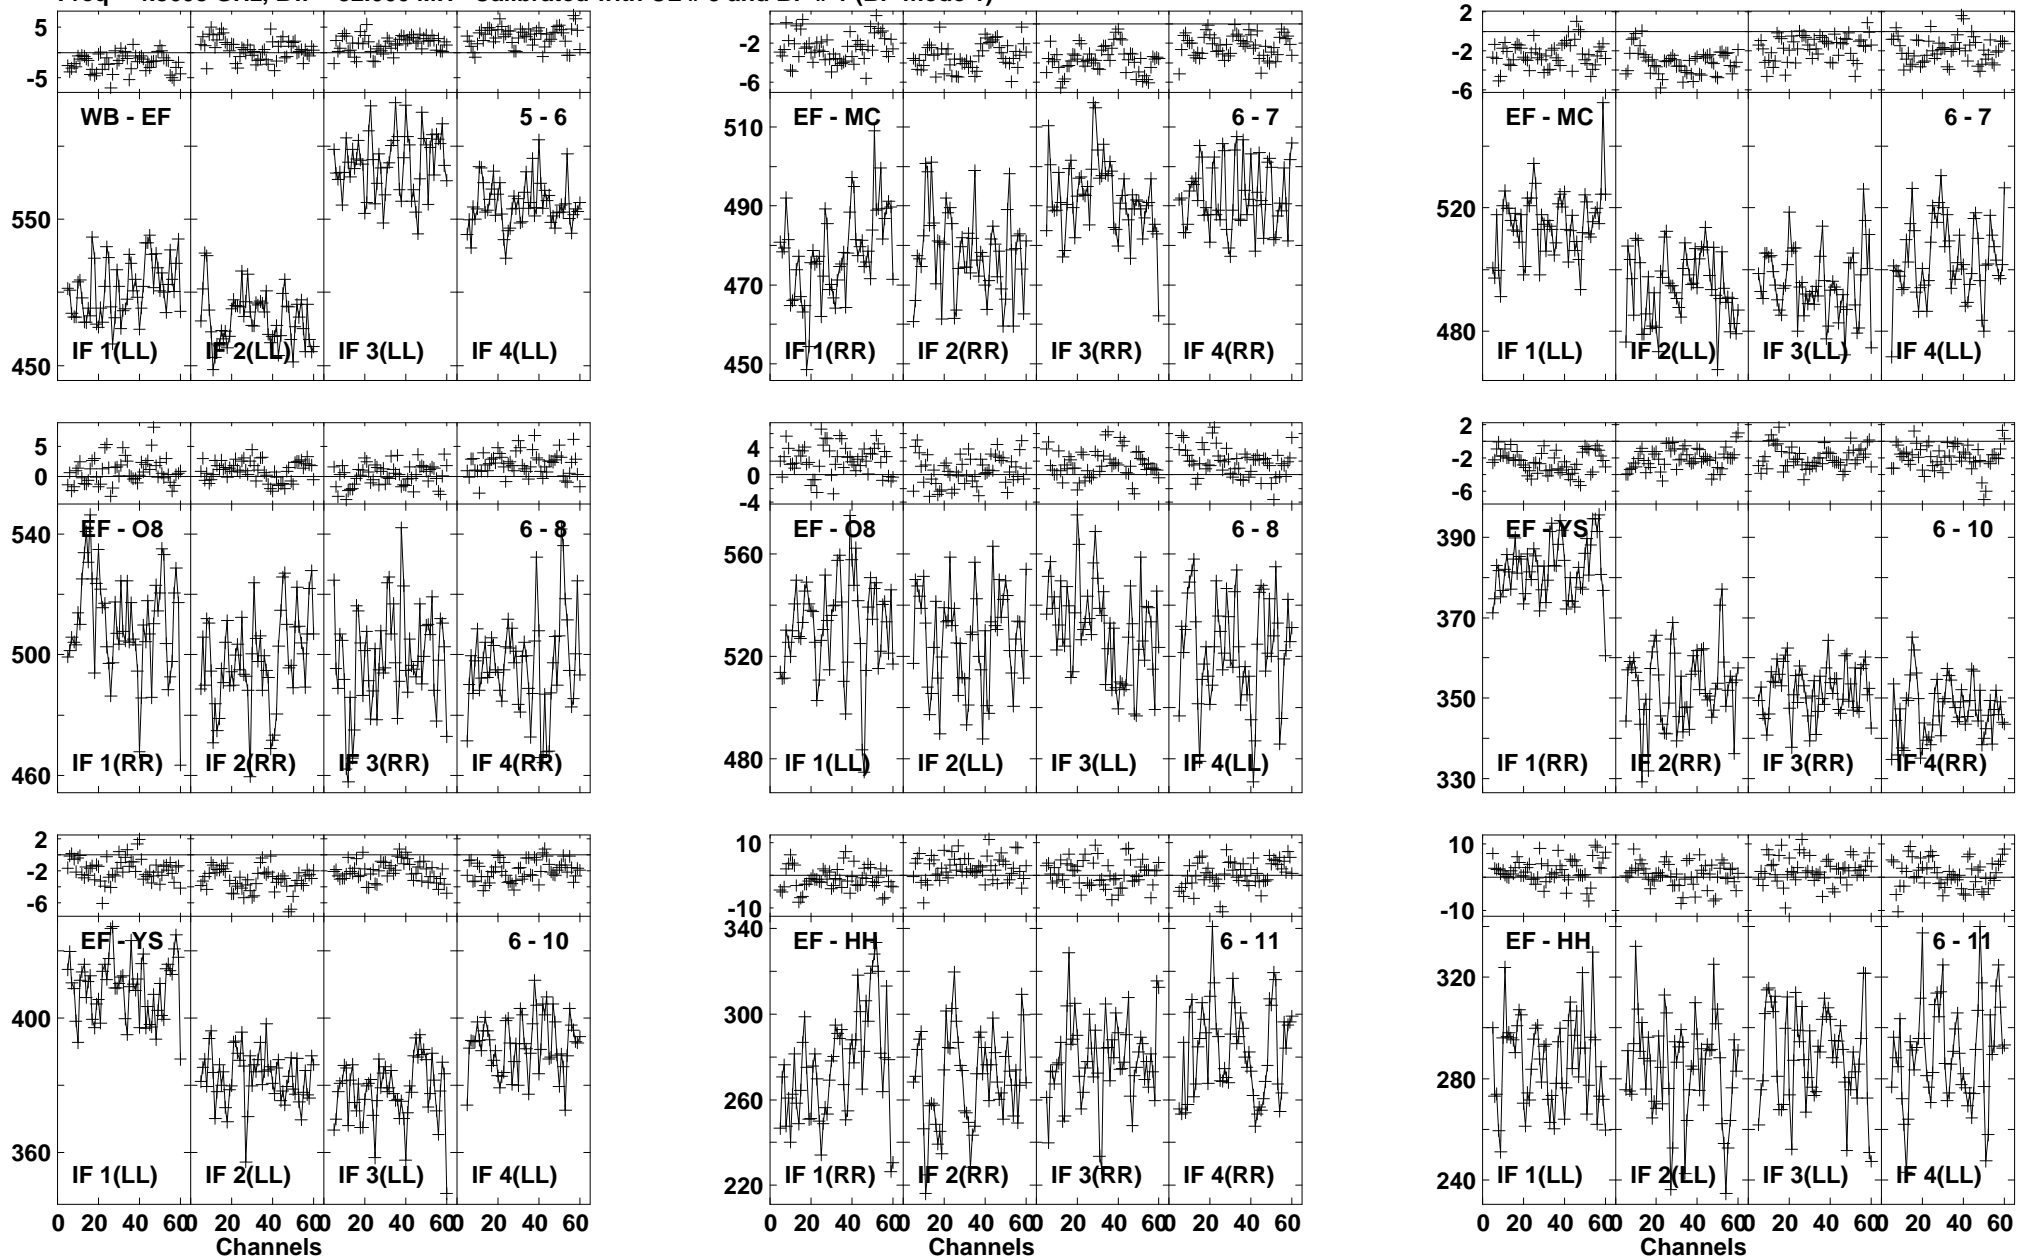 5 -2 2
-5 -6 -2
-6
WB - EF 5 - 6 EF - MC 6 - 7 EF - MC 6 - 7
550 450
510 490 470 450
520 480
IF 1(LL) IF 2(LL) IF 3(LL) IF 4(LL) IF 1(RR) IF 2(RR) IF 3(RR) IF 4(RR) IF 1(LL) IF 2(LL) IF 3(LL) IF 4(LL)
5 0
4 0 -4
2 -2 -6
EF - O8 6 - 8 EF - O8 6 - 8 EF - YS 6 - 10
540 500 460
560 520 480
390 370 350 330
IF 1(RR) IF 2(RR) IF 3(RR) IF 4(RR) IF 1(LL) IF 2(LL) IF 3(LL) IF 4(LL) IF 1(RR) IF 2(RR) IF 3(RR) IF 4(RR)
2 -2 -6
10 -10
10 0 -10
EF - YS 6 - 10 EF - HH 6 - 11 EF - HH 6 - 11
400 360
340 300 260 220
320 280 240
IF 1(LL) IF 2(LL) IF 3(LL) IF 4(LL) IF 1(RR) IF 2(RR) IF 3(RR) IF 4(RR) IF 1(LL) IF 2(LL) IF 3(LL) IF 4(LL)
0 20 40 60 0 20 40 60 0 20 40 60 0 20 40 60 0 20 40 60 0 20 40 60 0 20 40 60 0 20 40 60 0 20 40 60 0 20 40 60 0 20 40 60 0 20 40 60
Channels Channels Channels